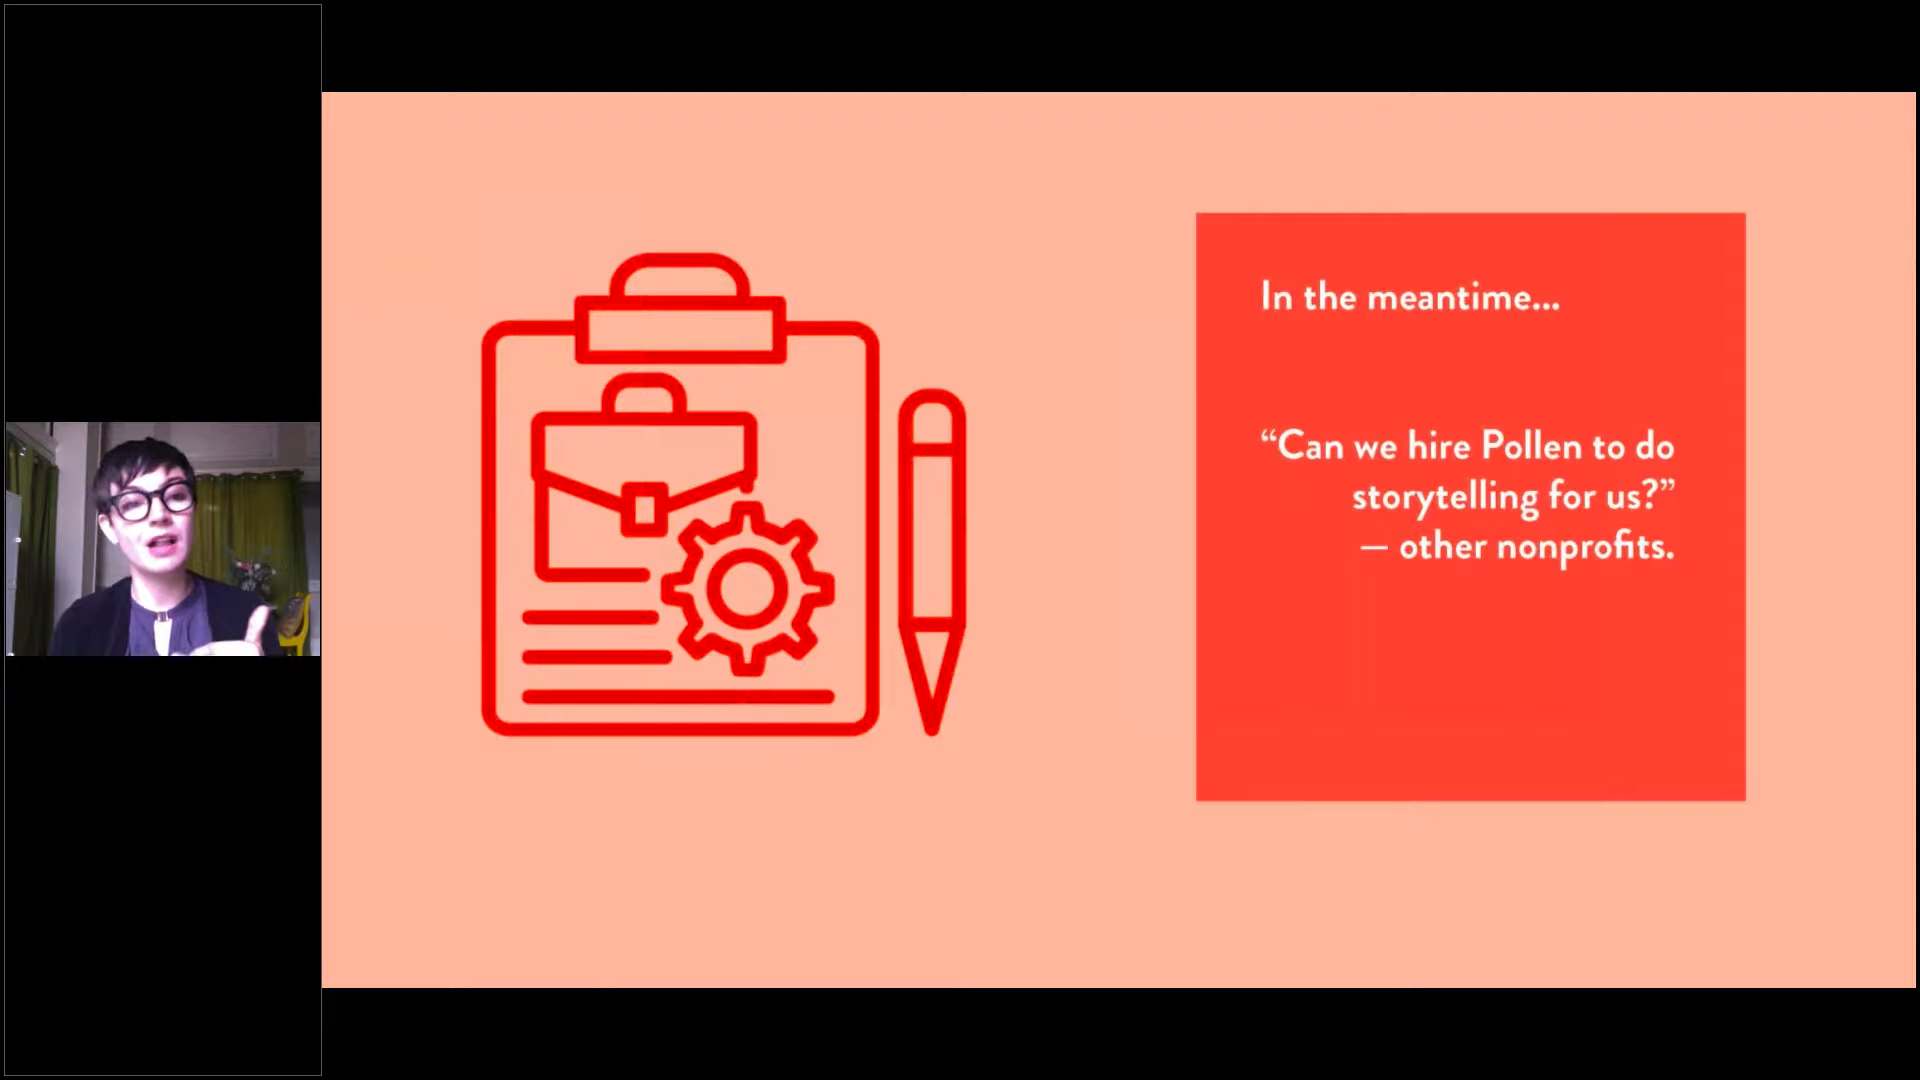 In the meantime...
“Can we hire Pollen to do
storytelling for us?”
— other nonprofits.